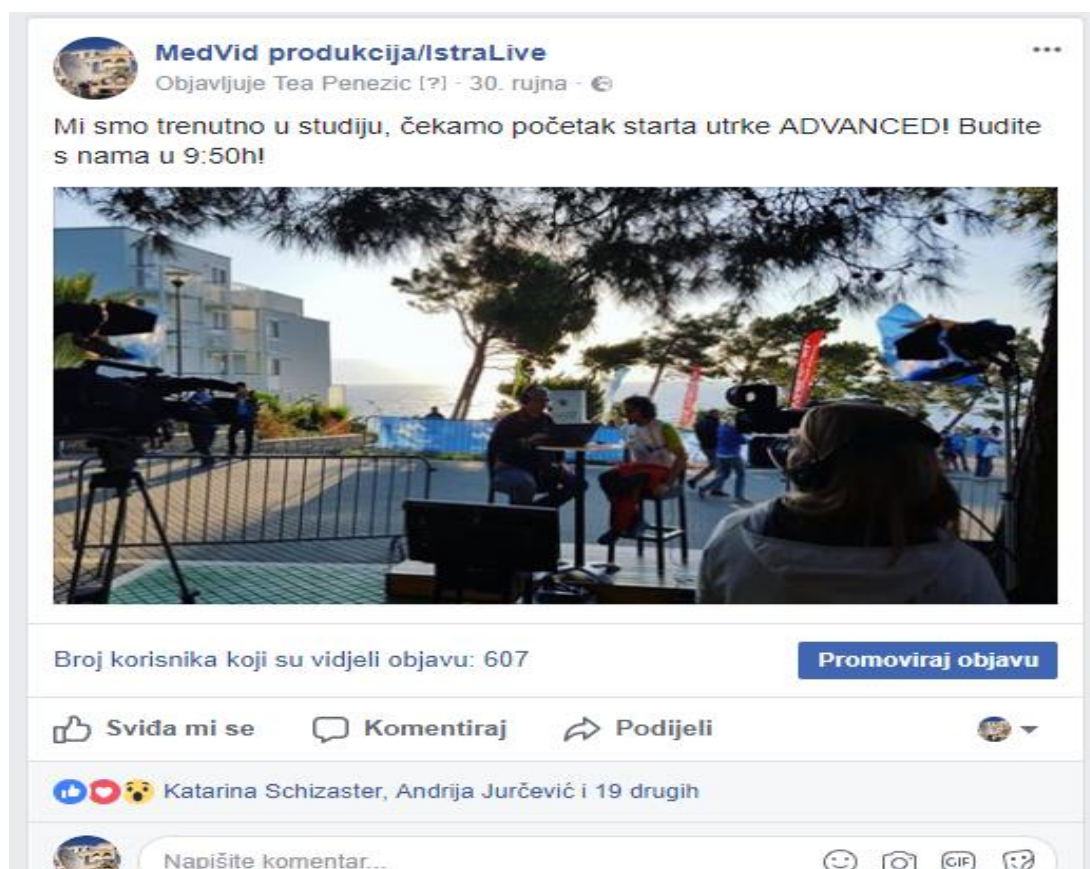 MedVid produkcija/IstraLive
Objavljuje Tea Penezic [?] · 30. rujna ·
Mi smo trenutno u studiju, čekamo početak starta utrke ADVANCED! Budite
s nama u 9:50h!
Broj korisnika koji su vidjeli objavu: 607
Promoviraj objavu
Sviđa mi se
Komentiraj
Podijeli
Katarina Schizaster, Andrija Jurčević i 19 drugih
Napišite komentar...
GIF